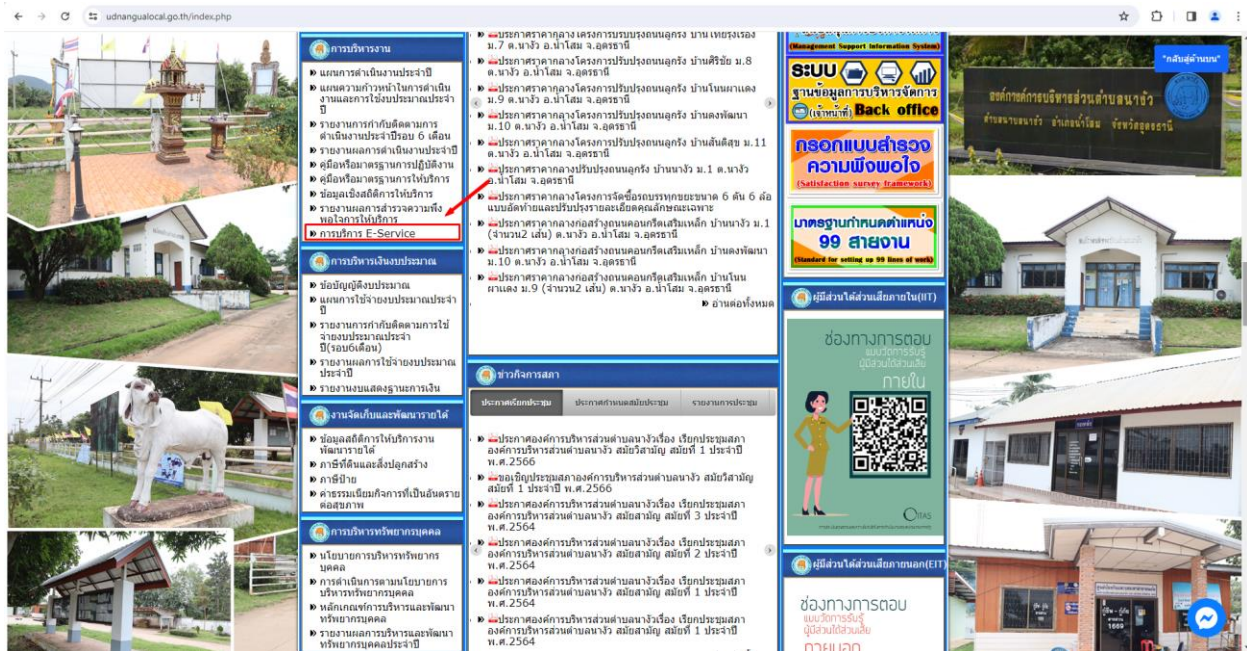 udnangualocal.go.th/index.php
การบริหารงาน
แผนการดำเนินงานประจำปี
แผนความก้าวหน้าในการดำเนิน
งานและการใช้งบประมาณประจำ
ปี
รายงานการกำกับติดตามการ
ดำเนินงานประจำปีรอบ 6 เดือน
รายงานผลการดำเนินงานประจำปี
คู่มือหรือมาตรฐานการปฏิบัติงาน
คู่มือหรือมาตรฐานการให้บริการ
ข้อมูลเชิงสถิติการให้บริการ
รายงานผลการสำรวจความพึง
พอใจการให้บริการ
การบริการ E-Service
การบริหารเงินงบประมาณ
ข้อบัญญัติงบประมาณ
แผนการใช้จ่ายงบประมาณประจำ
ปี
รายงานการกำกับติดตามการใช้
จ่ายงบประมาณประจำ
ปี(รอบ6เดือน)
รายงานผลการใช้จ่ายงบประมาณ
ประจำปี
รายงานงบแสดงฐานะการเงิน
งานจัดเก็บและพัฒนารายได้
ข้อมูลสถิติการให้บริการงาน
พัฒนารายได้
ภาษีที่ดินและสิ่งปลูกสร้าง
ภาษีป้าย
ค่าธรรมเนียมกิจการที่เป็นอันตราย
ต่อสุขภาพ
การบริหารทรัพยากรบุคคล
นโยบายการบริหารทรัพยากร
บุคคล
การดำเนินการตามนโยบายการ
บริหารทรัพยากรบุคคล
หลักเกณฑ์การบริหารและพัฒนา
ทรัพยากรบุคคล
รายงานผลการบริหารและพัฒนา
ทรัพยากรบุคคลประจำปี
ประกาศราคากลางโครงการปรับปรุงถนนลูกรัง บ้านไทยรุ่งเรือง
ม.7 ต.นางัว อ.น้ำโสม จ.อุดรธานี
ประกาศราคากลางโครงการปรับปรุงถนนลูกรัง บ้านศิริชัย ม.8
ต.นางัว อ.น้ำโสม จ.อุดรธานี
ประกาศราคากลางโครงการปรับปรุงถนนลูกรัง บ้านโนนผาแดง
ม.9 ต.นางัว อ.น้ำโสม จ.อุดรธานี
ประกาศราคากลางโครงการปรับปรุงถนนลูกรัง บ้านดงพัฒนา
ม.10 ต.นางัว อ.น้ำโสม จ.อุดรธานี
ประกาศราคากลางโครงการปรับปรุงถนนลูกรัง บ้านสันติสุข ม.11
ต.นางัว อ.น้ำโสม จ.อุดรธานี
ประกาศราคากลางปรับปรุงถนนลูกรัง บ้านนางัว ม.1 ต.นางัว
อ.น้ำโสม จ.อุดรธานี
ประกาศราคากลางโครงการจัดซื้อรถบรรทุกขยะขนาด 6 ตัน 6 ล้อ
แบบอัดท้ายและปรับปรุงรายละเอียดคุณลักษณะเฉพาะ
ประกาศราคากลางก่อสร้างถนนคอนกรีตเสริมเหล็ก บ้านนางัว ม.1
(จำนวน2 เส้น) ต.นางัว อ.น้ำโสม จ.อุดรธานี
ประกาศราคากลางก่อสร้างถนนคอนกรีตเสริมเหล็ก บ้านดงพัฒนา
ม.10 ต.นางัว อ.น้ำโสม จ.อุดรธานี
ประกาศราคากลางก่อสร้างถนนคอนกรีตเสริมเหล็ก บ้านโนน
ผาแดง ม.9 (จำนวน2 เส้น) ต.นางัว อ.น้ำโสม จ.อุดรธานี
อ่านต่อทั้งหมด
ข่าวกิจการสภา
ประกาศเรียกประชุม ประกาศกำหนดสมัยประชุม รายงานการประชุม
ประกาศองค์การบริหารส่วนตำบลนางัวเรื่อง เรียกประชุมสภา
องค์การบริหารส่วนตำบลนางัว สมัยวิสามัญ สมัยที่ 1 ประจำปี
พ.ศ.2566
ขอเชิญประชุมสภาองค์การบริหารส่วนตำบลนางัว สมัยวิสามัญ
สมัยที่ 1 ประจำปี พ.ศ.2566
ประกาศองค์การบริหารส่วนตำบลนางัวเรื่อง เรียกประชุมสภา
องค์การบริหารส่วนตำบลนางัว สมัยสามัญ สมัยที่ 3 ประจำปี
พ.ศ.2564
ประกาศองค์การบริหารส่วนตำบลนางัวเรื่อง เรียกประชุมสภา
องค์การบริหารส่วนตำบลนางัว สมัยสามัญ สมัยที่ 2 ประจำปี
พ.ศ.2564
ประกาศองค์การบริหารส่วนตำบลนางัวเรื่อง เรียกประชุมสภา
องค์การบริหารส่วนตำบลนางัว สมัยสามัญ สมัยที่ 1 ประจำปี
พ.ศ.2564
ประกาศองค์การบริหารส่วนตำบลนางัวเรื่อง เรียกประชุมสภา
องค์การบริหารส่วนตำบลนางัว สมัยสามัญ สมัยที่ 1 ประจำปี
พ.ศ.2564
(Management Support Information System)
ระบบ
ฐานข้อมูลการบริหารจัดการ
(เจ้าหน้าที่) Back office
กรอกแบบสำรวจ
ความพึงพอใจ
(Satisfaction survey framework)
มาตรฐานกำหนดตำแหน่ง
99 สายงาน
(Standard for setting up 99 lines of work)
ผู้มีส่วนได้ส่วนเสียภายใน(IIT)
ช่องทางการตอบ
แบบวัดการรับรู้
ผู้มีส่วนได้ส่วนเสีย
ภายใน
ITAS
ผู้มีส่วนได้ส่วนเสียภายนอก(EIT)
ช่องทางการตอบ
แบบวัดการรับรู้
ผู้มีส่วนได้ส่วนเสีย
ภายนอก
"กลับสู่ด้านบน"
1669